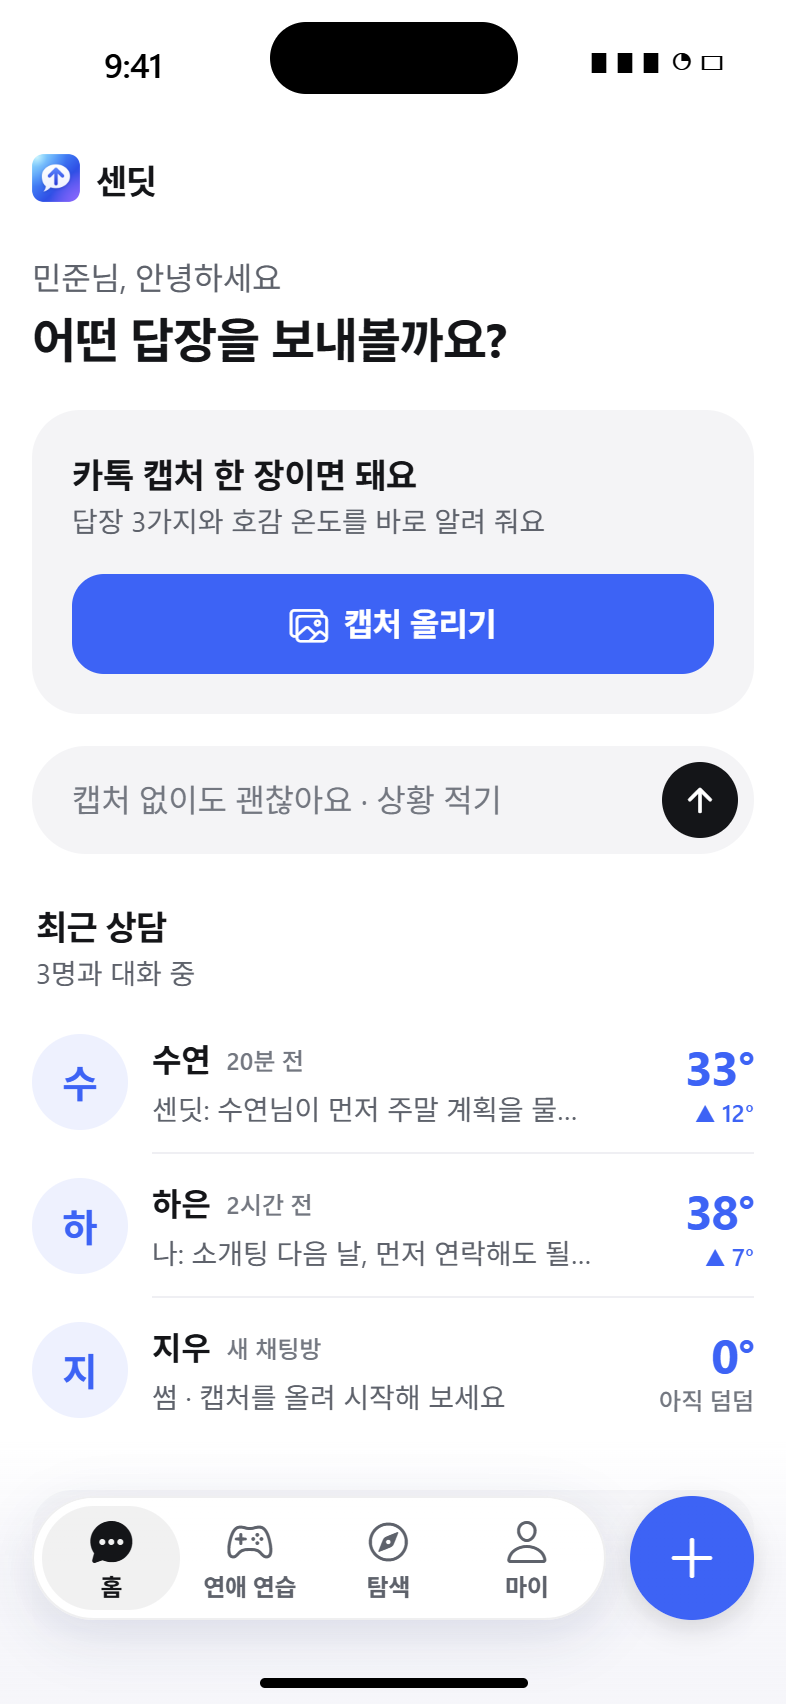 9:41
센딧
민준님, 안녕하세요
어떤 답장을 보내볼까요?
카톡 캡처 한 장이면 돼요
답장 3가지와 호감 온도를 바로 알려 줘요
캡처 올리기
캡처 없이도 괜찮아요 · 상황 적기
최근 상담
3명과 대화 중
수
수연 20분 전
33°
센딧: 수연님이 먼저 주말 계획을 물...
▲ 12°
하
하은 2시간 전
38°
나: 소개팅 다음 날, 먼저 연락해도 될...
▲ 7°
지
지우 새 채팅방
0°
썸 · 캡처를 올려 시작해 보세요
아직 덤덤
홈
연애 연습
탐색
마이